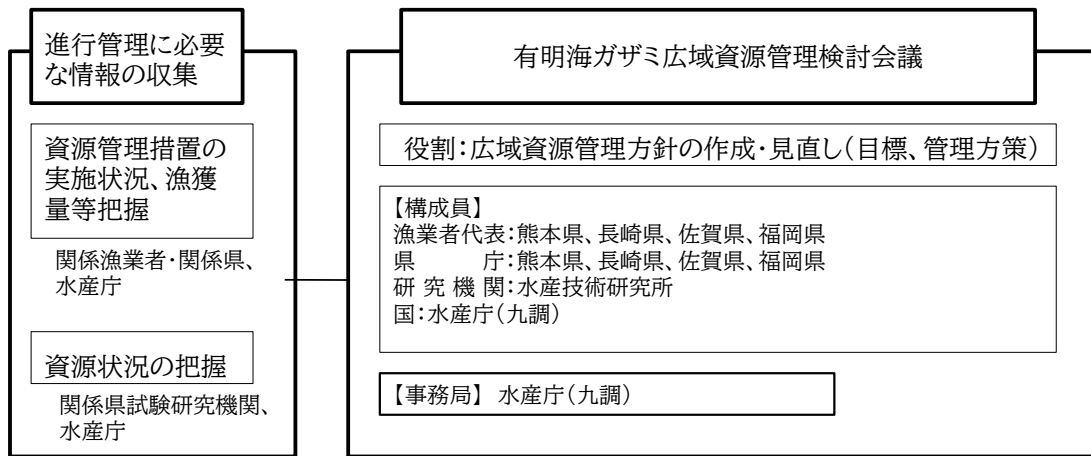 進行管理に必要
な情報の収集
資源管理措置の
実施状況、漁獲
量等把握
関係漁業者・関係県、
水産庁
資源状況の把握
関係県試験研究機関、
水産庁
有明海ガザミ広域資源管理検討会議
役割:広域資源管理方針の作成・見直し(目標、管理方策)
【構成員】
漁業者代表:熊本県、長崎県、佐賀県、福岡県
県　　　庁:熊本県、長崎県、佐賀県、福岡県
研 究 機 関:水産技術研究所
国:水産庁(九調)
【事務局】 水産庁(九調)